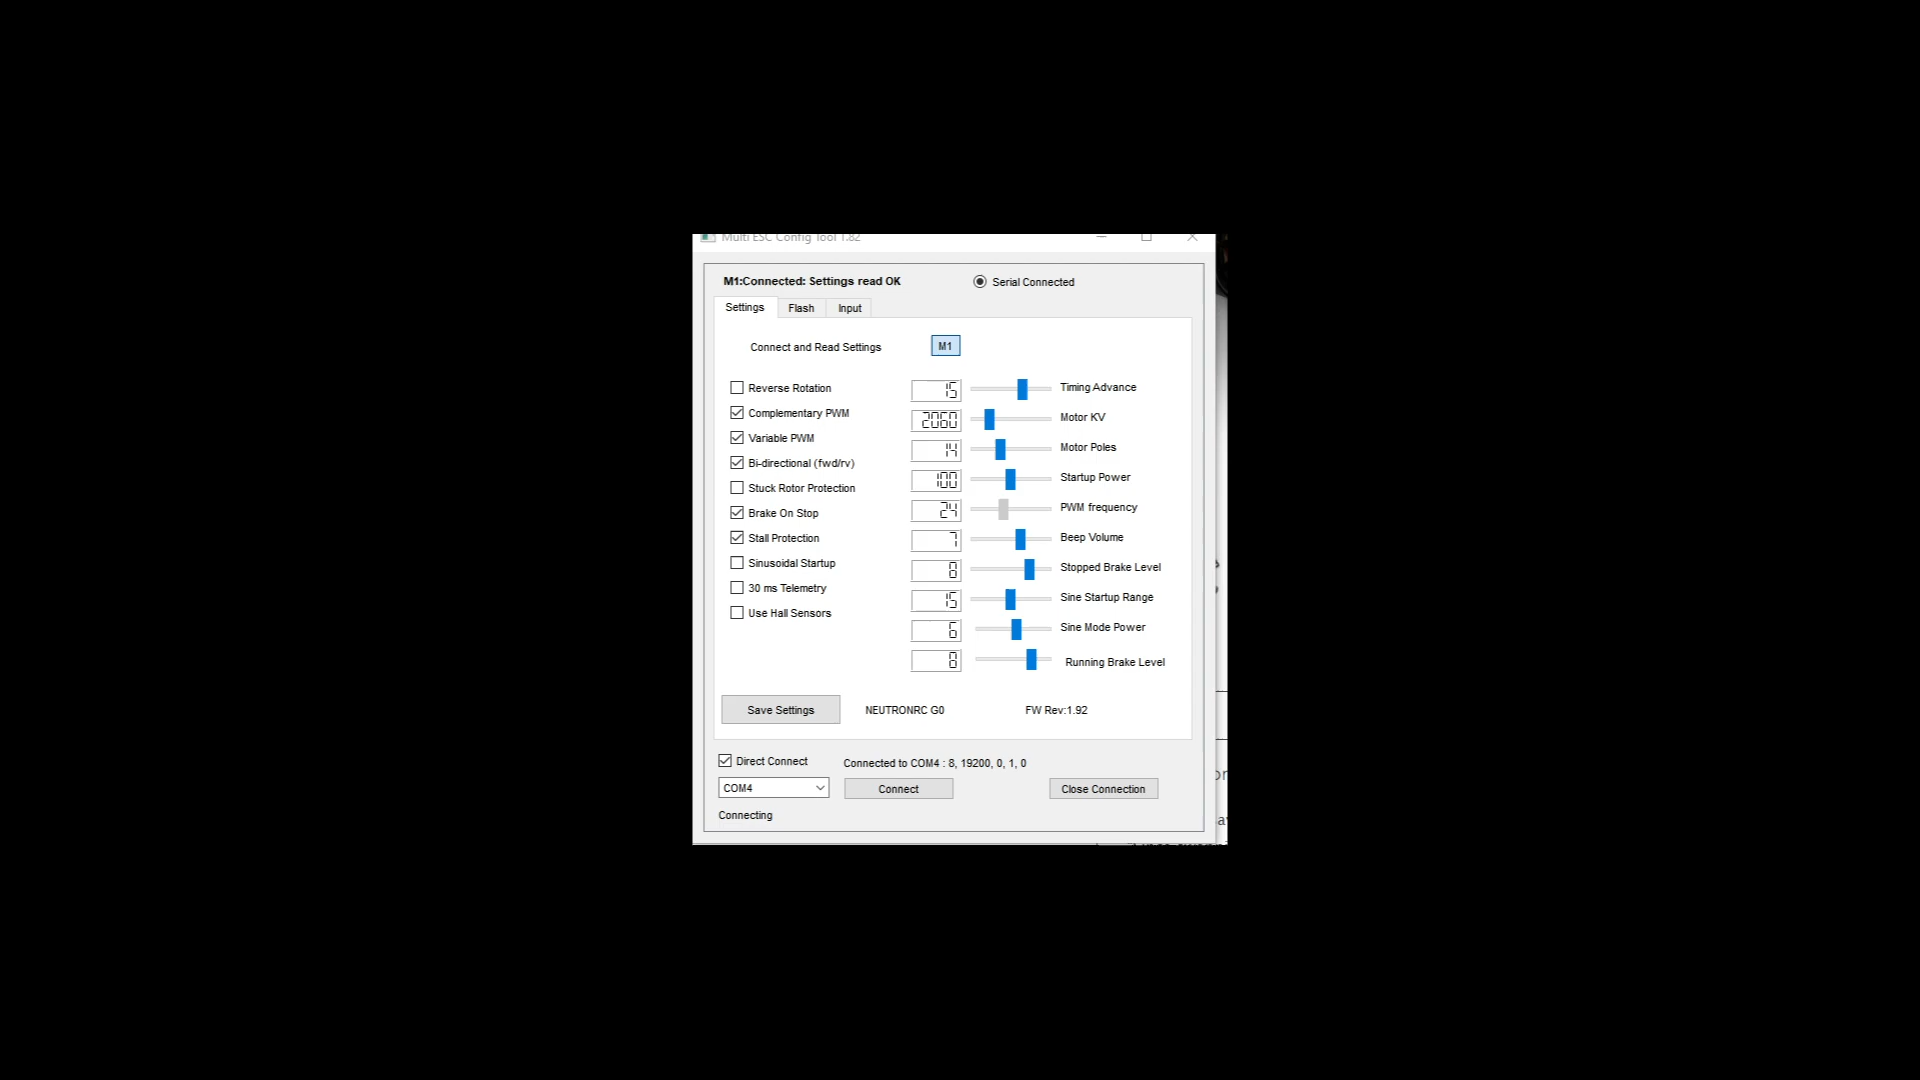 Multi ESC Config Tool 1.82
M1:Connected: Settings read OK
Serial Connected
Settings
Flash
Input
Connect and Read Settings
M1
Reverse Rotation
15
Timing Advance
Complementary PWM
2060
Motor KV
Variable PWM
14
Motor Poles
Bi-directional (fwd/rv)
100
Startup Power
Stuck Rotor Protection
24
PWM frequency
Brake On Stop
7
Beep Volume
Stall Protection
8
Stopped Brake Level
Sinusoidal Startup
15
Sine Startup Range
30 ms Telemetry
6
Sine Mode Power
Use Hall Sensors
8
Running Brake Level
Save Settings
NEUTRONRC G0
FW Rev:1.92
Direct Connect
Connected to COM4 : 8, 19200, 0, 1, 0
COM4
Connect
Close Connection
Connecting